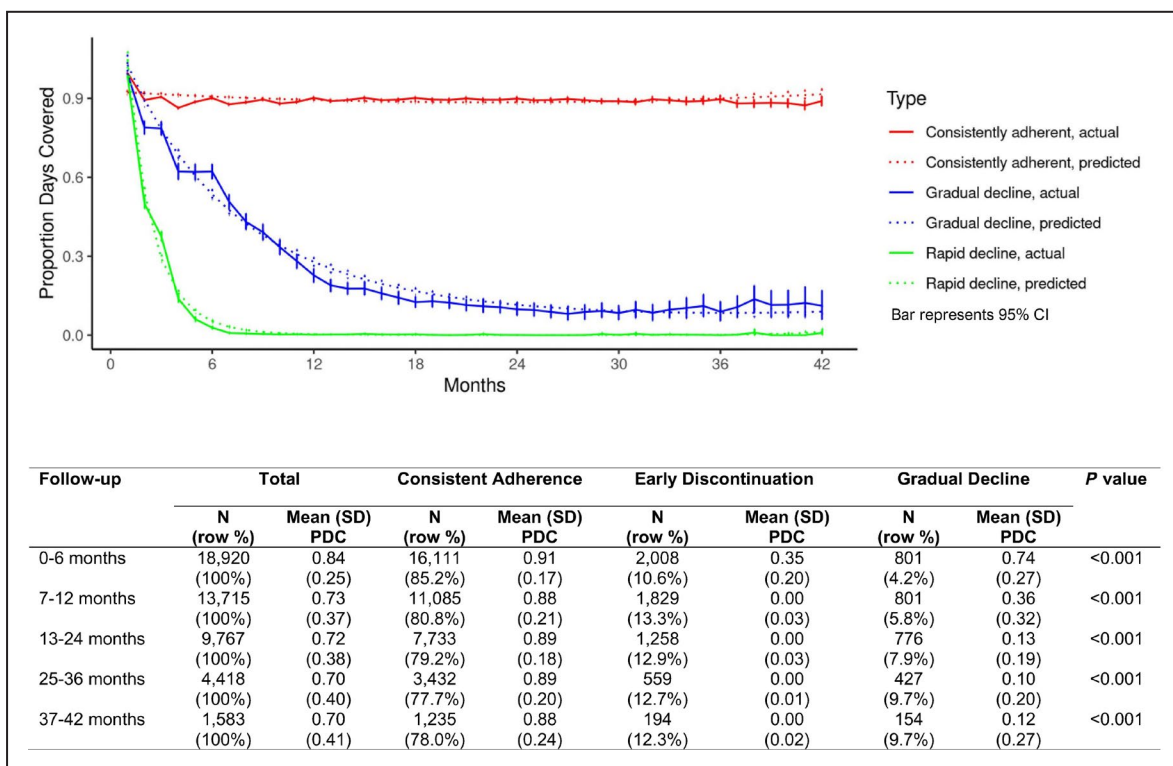 Proportion Days Covered
0.9
0.6
0.3
0.0
0 6 12 18 24 30 36 42
Months
Type
Consistently adherent, actual
Consistently adherent, predicted
Gradual decline, actual
Gradual decline, predicted
Rapid decline, actual
Rapid decline, predicted
Bar represents 95% CI
Follow-up Total Consistent Adherence Early Discontinuation Gradual Decline P value
N Mean (SD) N Mean (SD) N Mean (SD) N Mean (SD)
(row %) PDC (row %) PDC (row %) PDC (row %) PDC
0-6 months 18,920 0.84 16,111 0.91 2,008 0.35 801 0.74 <0.001
(100%) (0.25) (85.2%) (0.17) (10.6%) (0.20) (4.2%) (0.27)
7-12 months 13,715 0.73 11,085 0.88 1,829 0.00 801 0.36 <0.001
(100%) (0.37) (80.8%) (0.21) (13.3%) (0.03) (5.8%) (0.32)
13-24 months 9,767 0.72 7,733 0.89 1,258 0.00 776 0.13 <0.001
(100%) (0.38) (79.2%) (0.18) (12.9%) (0.03) (7.9%) (0.19)
25-36 months 4,418 0.70 3,432 0.89 559 0.00 427 0.10 <0.001
(100%) (0.40) (77.7%) (0.20) (12.7%) (0.01) (9.7%) (0.20)
37-42 months 1,583 0.70 1,235 0.88 194 0.00 154 0.12 <0.001
(100%) (0.41) (78.0%) (0.24) (12.3%) (0.02) (9.7%) (0.27)